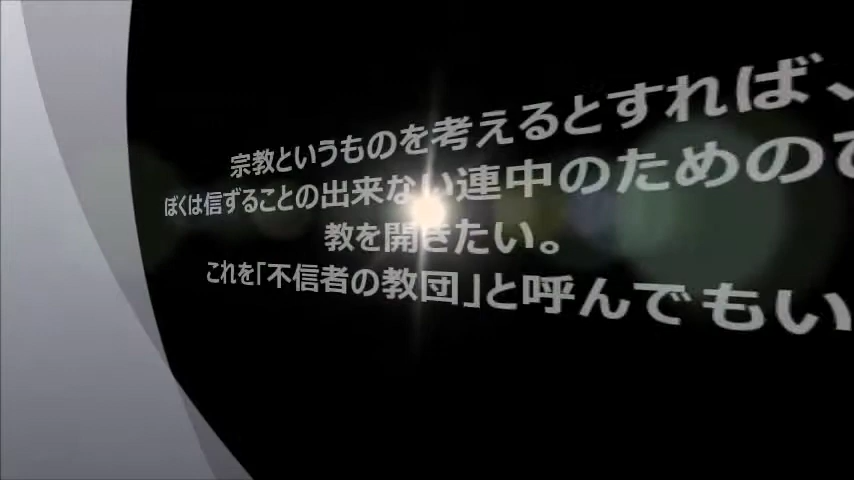 宗教というものを考えるとすれば、
ぼくは信ずることの出来ない連中のための
教を開きたい。
これを「不信者の教団」と呼んでもい